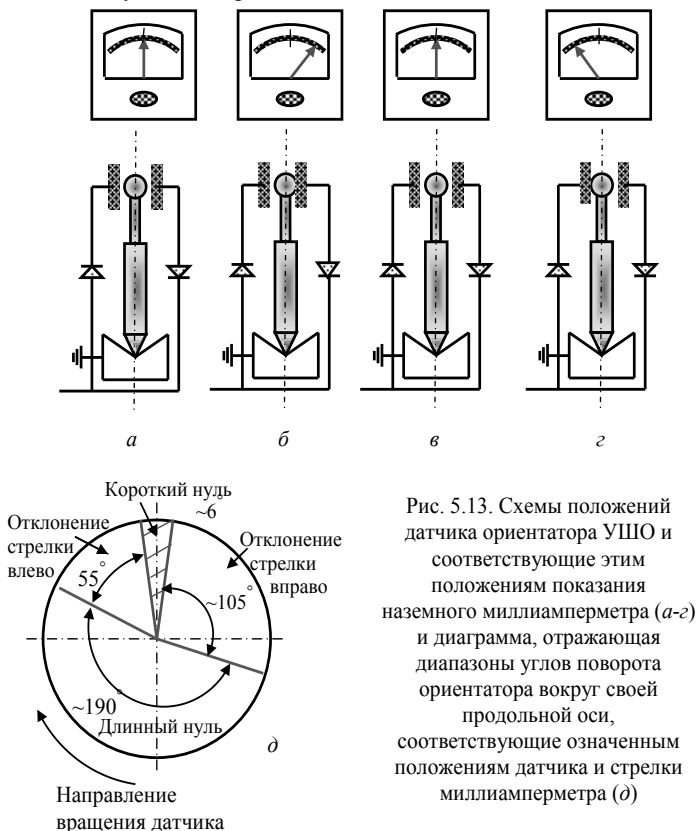 а
б
в
г
Короткий нуль
~6°
Отклонение
стрелки
влево
Отклонение
стрелки
вправо
55°
~105°
~190°
Длинный нуль
д
Направление
вращения датчика
Рис. 5.13. Схемы положений
датчика ориентатора УШО и
соответствующие этим
положениям показания
наземного миллиамперметра (а-г)
и диаграмма, отражающая
диапазоны углов поворота
ориентатора вокруг своей
продольной оси,
соответствующие означенным
положениям датчика и стрелки
миллиамперметра (д)